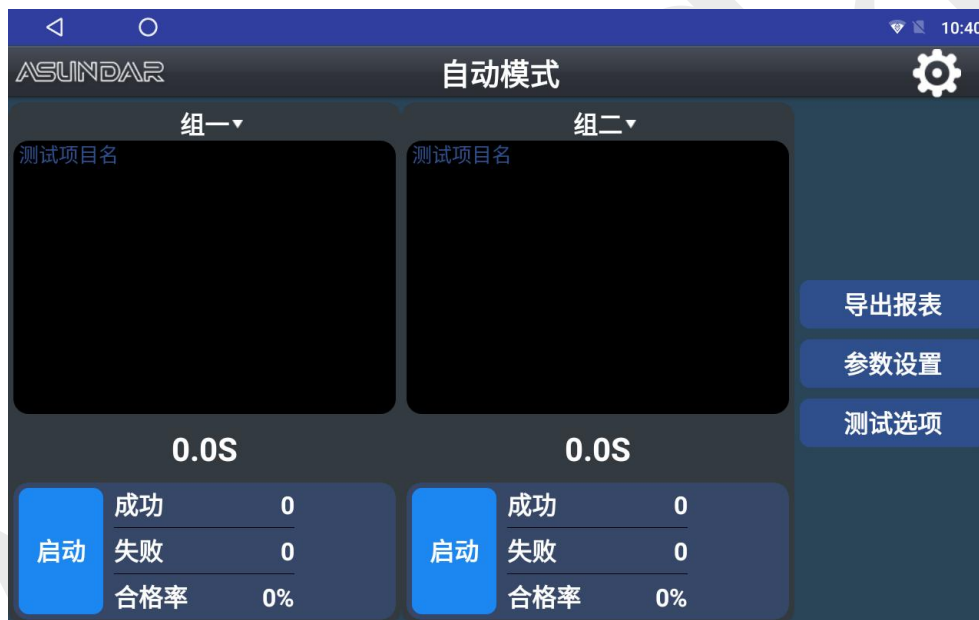 10:40
ASUNDAR
自动模式
组一▾
测试项目名
0.0S
启动
成功 0
失败 0
合格率 0%
组二▾
测试项目名
0.0S
启动
成功 0
失败 0
合格率 0%
导出报表
参数设置
测试选项